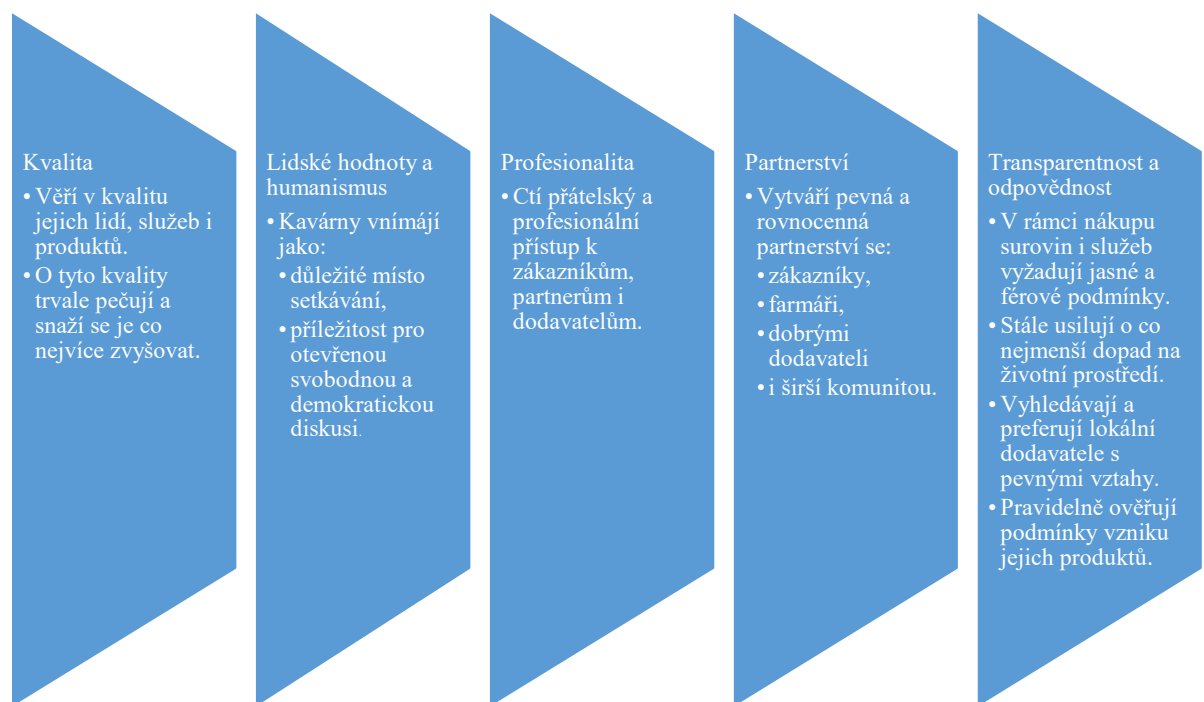 Kvalita
• Věří v kvalitu
jejich lidí, služeb i
produktů.
• O tyto kvality
trvale pečují a
snaží se je co
nejvíce zvyšovat.
Lidské hodnoty a
humanismus
• Kavárny vnímájí
jako:
• důležité místo
setkávání,
• příležitost pro
otevřenou
svobodnou a
demokratickou
diskusi.
Profesionalita
• Ctí přátelský a
profesionální
přístup k
zákazníkům,
partnerům i
dodavatelům.
Partnerství
• Vytváří pevná a
rovnocenná
partnerství se:
• zákazníky,
• farmáři,
• dobrými
dodavateli
• i širší komunitou.
Transparentnost a
odpovědnost
• V rámci nákupu
surovin i služeb
vyžadují jasné a
férové podmínky.
• Stále usilují o co
nejmenší dopad na
životní prostředí.
• Vyhledávají a
preferují lokální
dodavatele s
pevnými vztahy.
• Pravidelně ověřují
podmínky vzniku
jejich produktů.